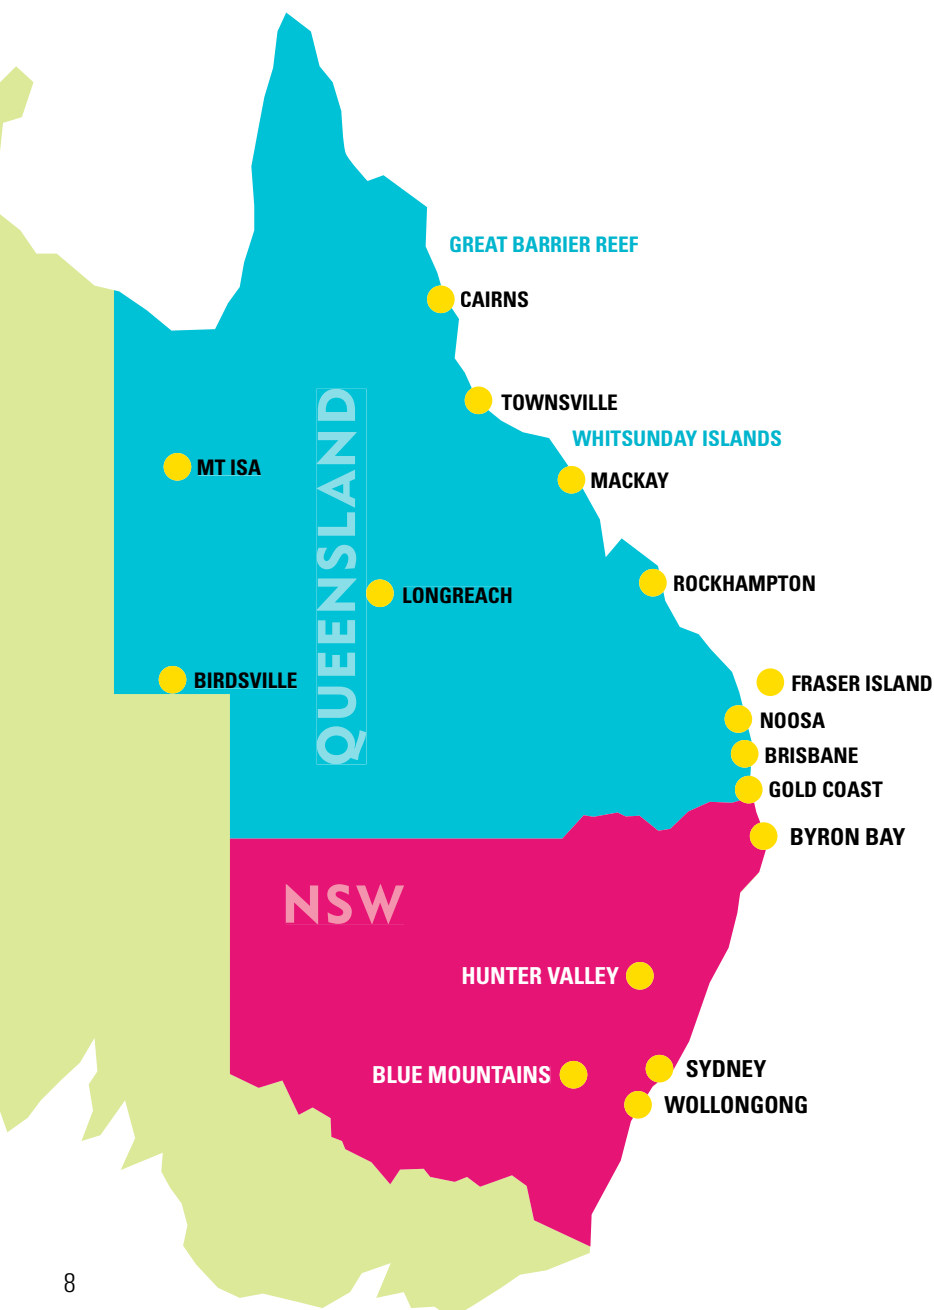 GREAT BARRIER REEF
CAIRNS
TOWNSVILLE
WHITSUNDAY ISLANDS
MT ISA
MACKAY
QUEENSLAND
ROCKHAMPTON
LONGREACH
BIRDSVILLE
FRASER ISLAND
NOOSA
BRISBANE
GOLD COAST
BYRON BAY
NSW
HUNTER VALLEY
SYDNEY
BLUE MOUNTAINS
WOLLONGONG
8